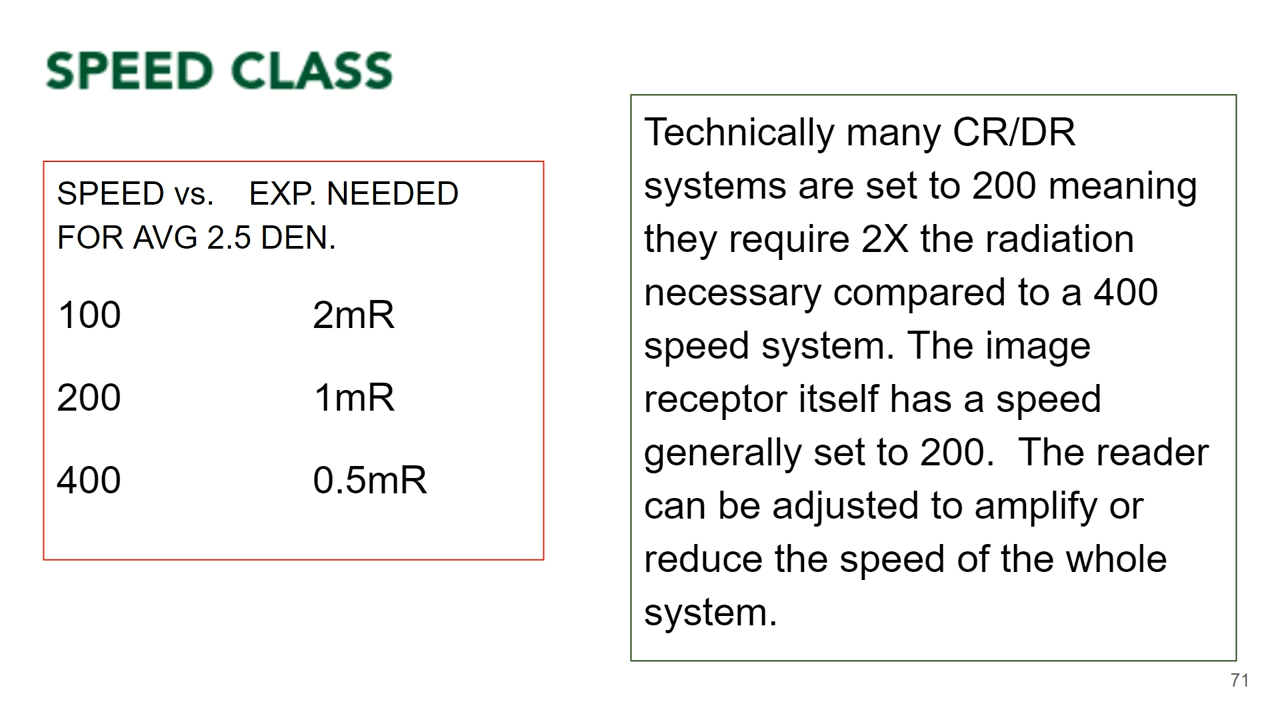 SPEED CLASS
SPEED vs. EXP. NEEDED
FOR AVG 2.5 DEN.
100 2mR
200 1mR
400 0.5mR
Technically many CR/DR
systems are set to 200 meaning
they require 2X the radiation
necessary compared to a 400
speed system. The image
receptor itself has a speed
generally set to 200. The reader
can be adjusted to amplify or
reduce the speed of the whole
system.
71